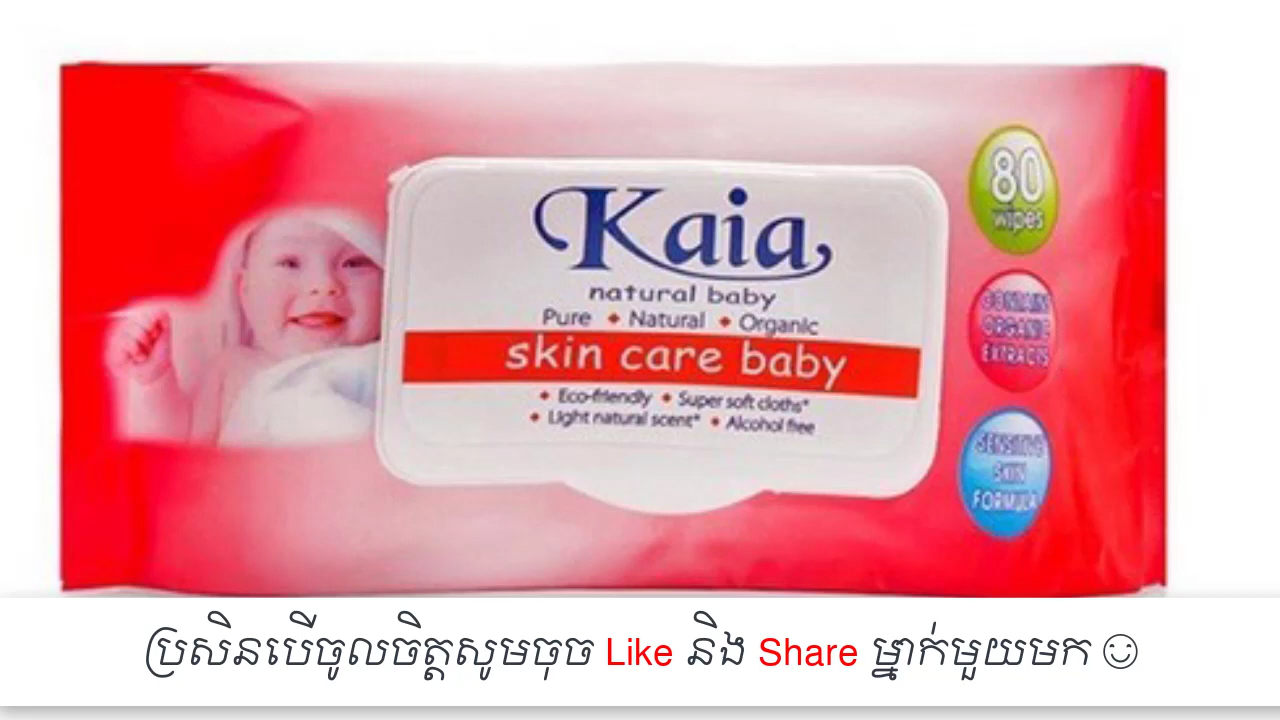 Kaia
natural baby
Pure ♦ Natural ♦ Organic
skin care baby
♦ Eco-friendly ♦ Super soft cloths*
♦ Light natural scent* ♦ Alcohol free
80
wipes
CONTAIN
ORGANIC
EXTRACTS
SENSITIVE
SKIN
FORMULA
ប្រសិនបើចូលចិត្តសូមចុច Like និង Share ម្នាក់មួយមក ☺